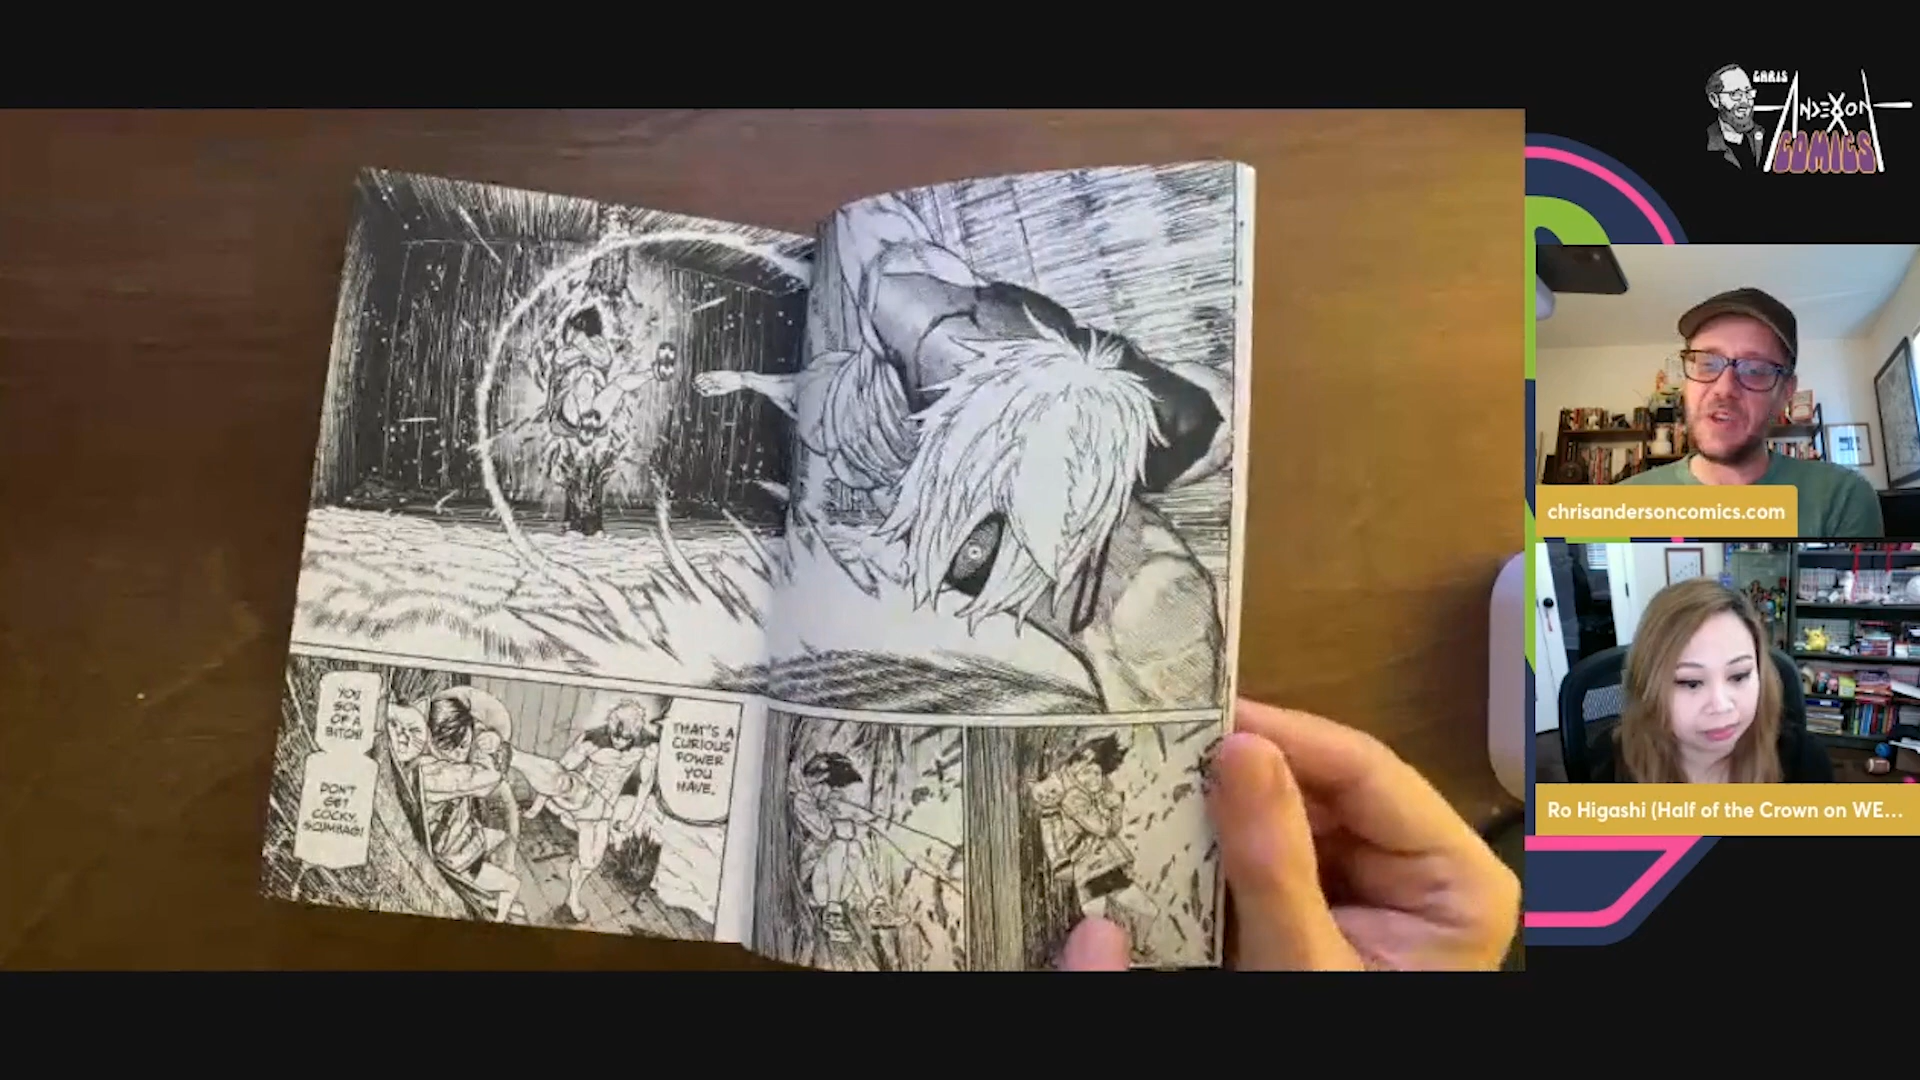 CHRIS
ANDERSON
COMICS
YOU
SON
OF A
BITCH!
DON'T
GET
COCKY,
SCUMBAG!
THAT'S A
CURIOUS
POWER
YOU
HAVE.
chrisandersoncomics.com
Ro Higashi (Half of the Crown on WE...